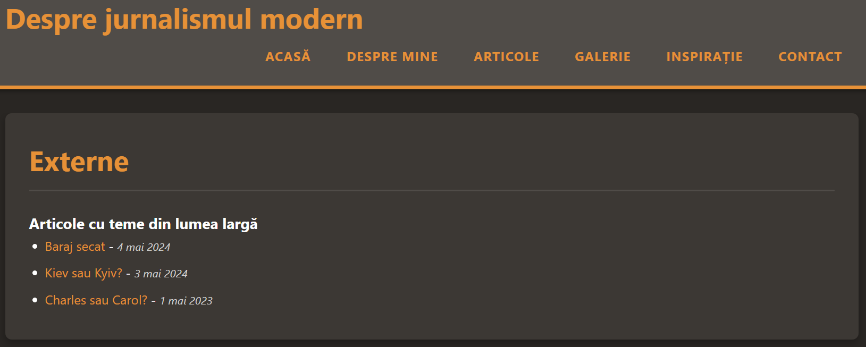 Despre jurnalismul modern
ACASĂ DESPRE MINE ARTICOLE GALERIE INSPIRAȚIE CONTACT
Externe
Articole cu teme din lumea largă
• Baraj secat - 4 mai 2024
• Kiev sau Kyiv? - 3 mai 2024
• Charles sau Carol? - 1 mai 2023